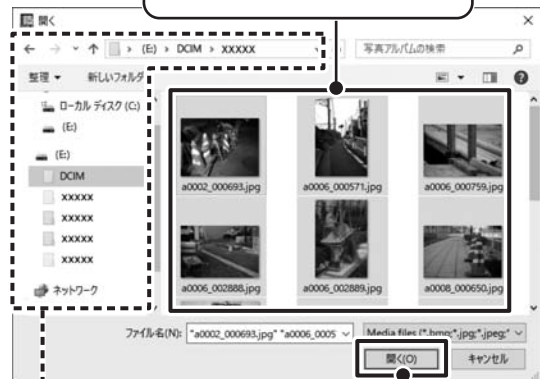 開く
(E:) > DCIM > XXXXX
写真アルバムの検索
整理 新しいフォルダ
ローカル ディスク (C:)
(E:)
(E:)
DCIM
XXXXX
XXXXX
XXXXX
XXXXX
ネットワーク
a0002_000693.jpg
a0006_000571.jpg
a0006_000759.jpg
a0006_002888.jpg
a0006_002889.jpg
a0008_000650.jpg
ファイル名(N): "a0002_000693.jpg" "a0006_0005
Media files (*.bmp;*.jpg;*.jpeg;*
開く(O)
キャンセル